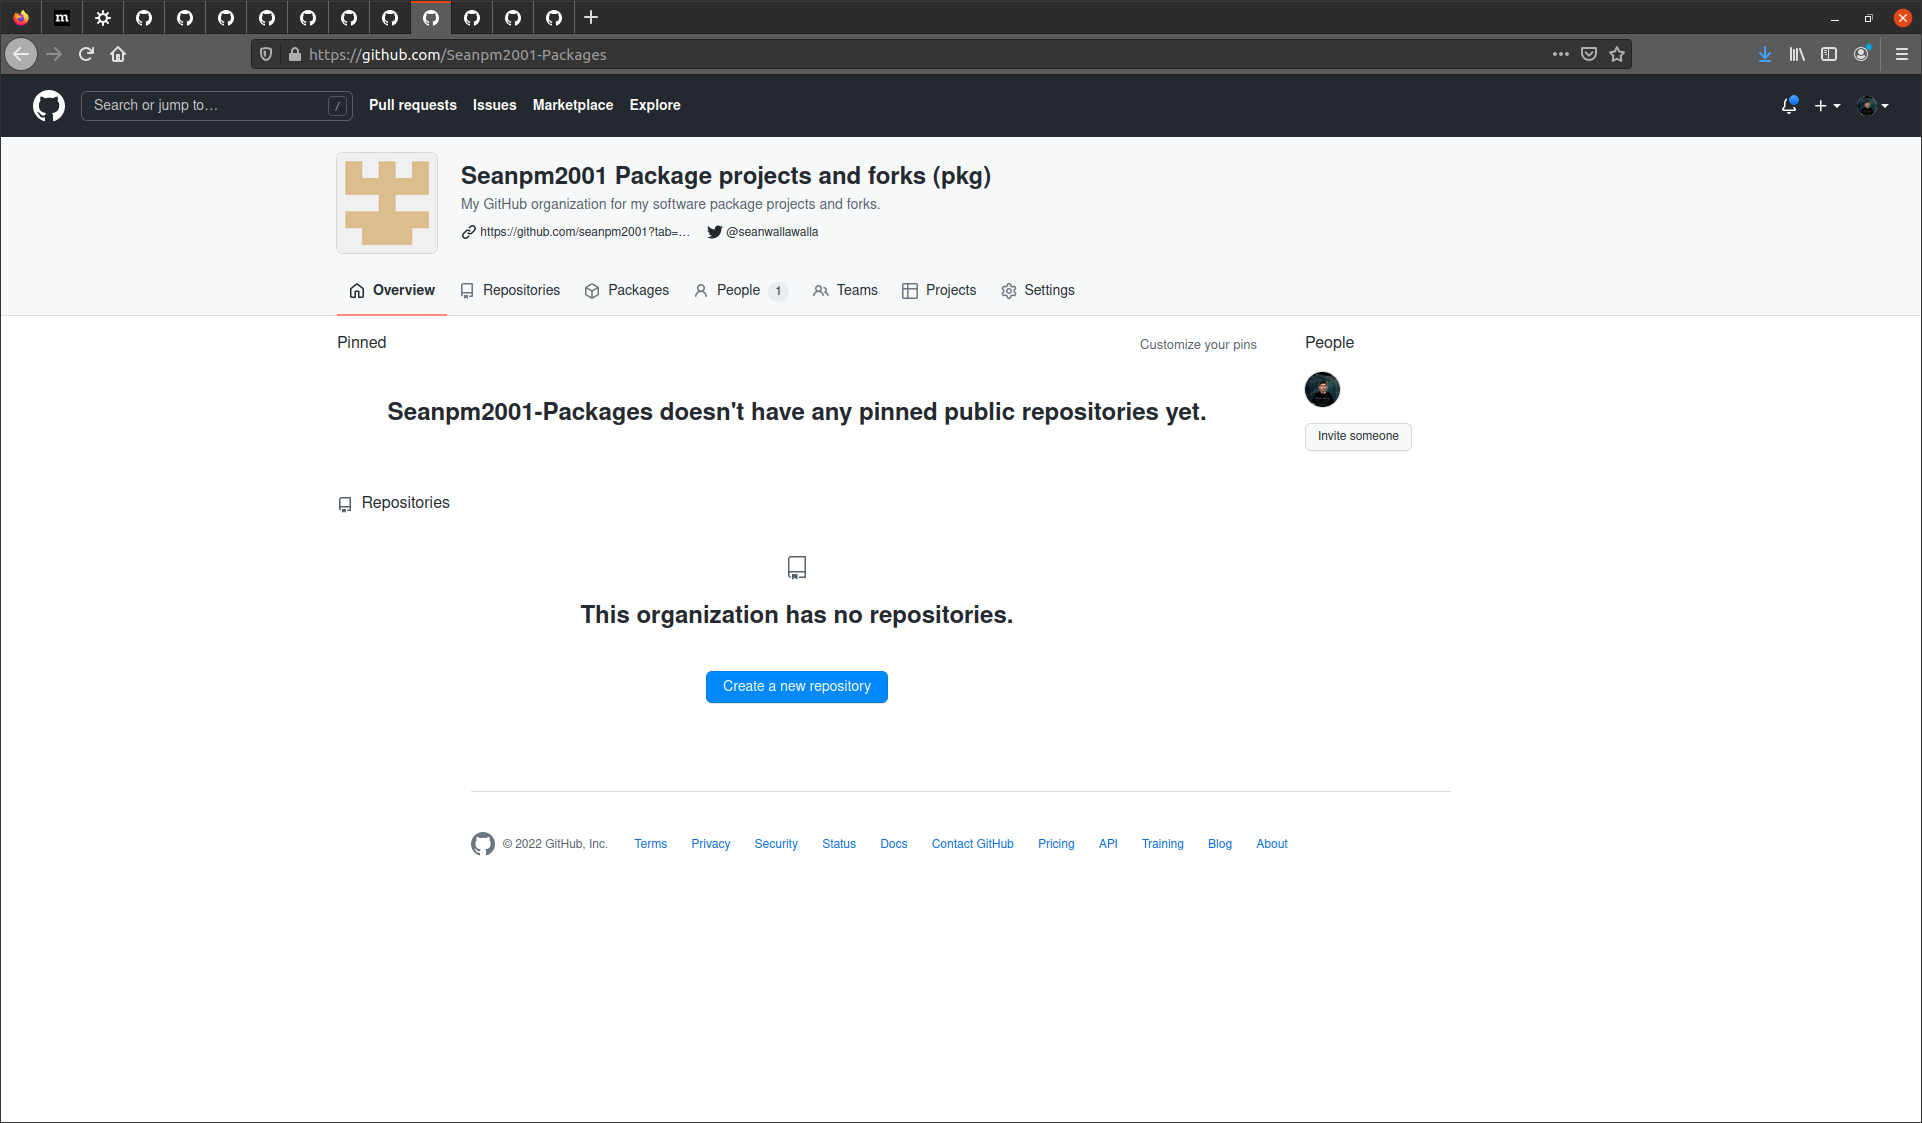 m
https://github.com/Seanpm2001-Packages
Search or jump to… /
Pull requests Issues Marketplace Explore
Seanpm2001 Package projects and forks (pkg)
My GitHub organization for my software package projects and forks.
https://github.com/seanpm2001?tab=… @seanwallawalla
Overview Repositories Packages People 1 Teams Projects Settings
Pinned Customize your pins
People
Seanpm2001-Packages doesn't have any pinned public repositories yet.
Invite someone
Repositories
This organization has no repositories.
Create a new repository
© 2022 GitHub, Inc. Terms Privacy Security Status Docs Contact GitHub Pricing API Training Blog About